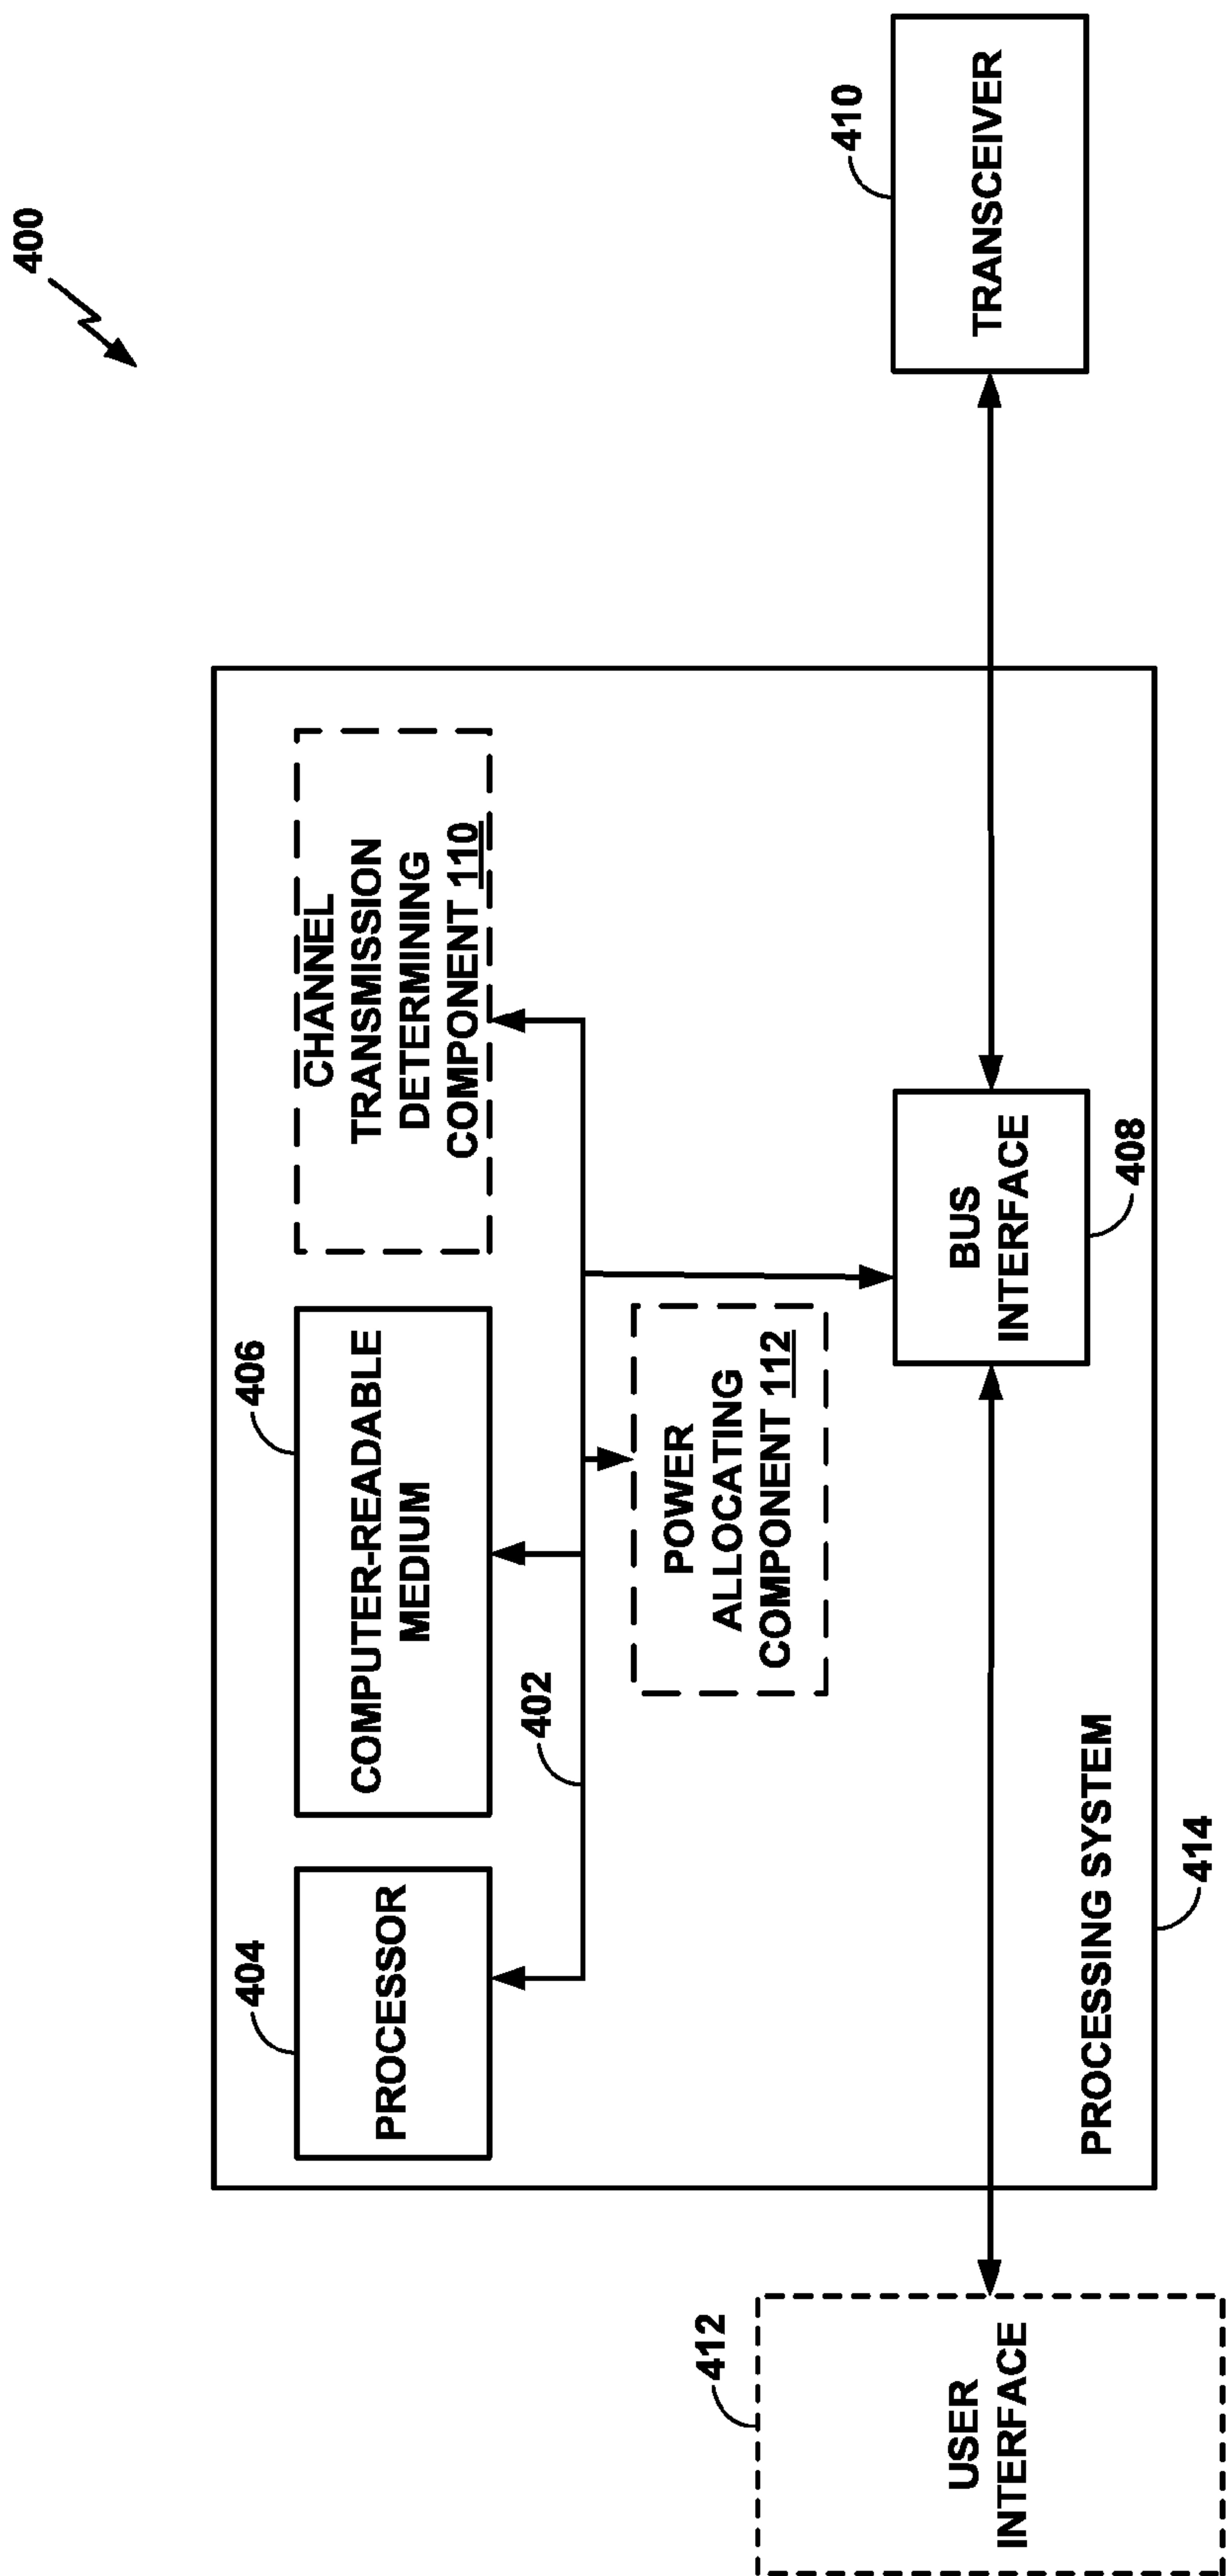 400
404
PROCESSOR
406
COMPUTER-READABLE
MEDIUM
CHANNEL
TRANSMISSION
DETERMINING
COMPONENT 110
402
POWER
ALLOCATING
COMPONENT 112
412
USER
INTERFACE
BUS
INTERFACE
408
410
TRANSCEIVER
PROCESSING SYSTEM
414